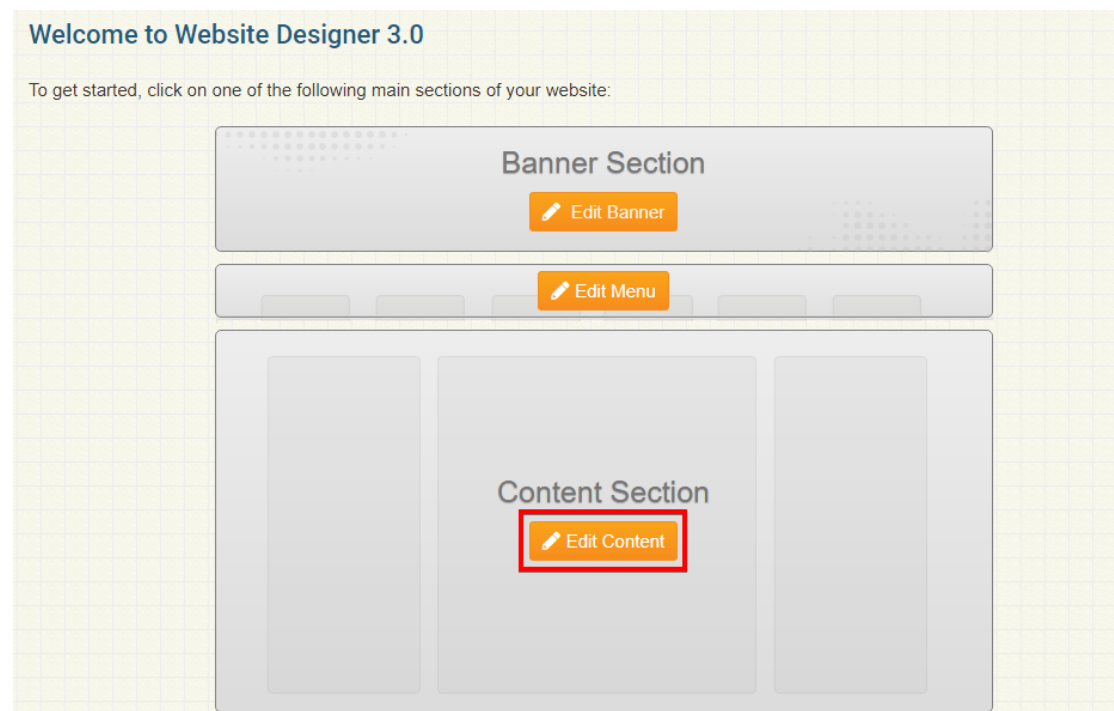 Welcome to Website Designer 3.0
To get started, click on one of the following main sections of your website:
Banner Section
Edit Banner
Edit Menu
Content Section
Edit Content